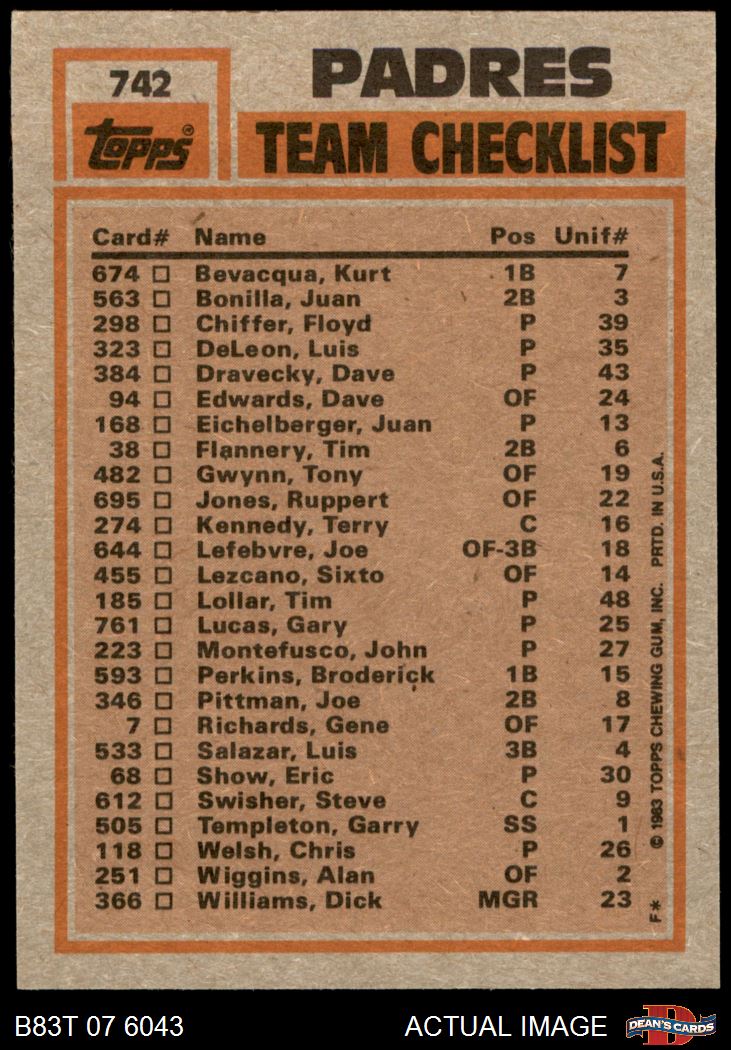 742
PADRES
topps®
TEAM CHECKLIST
Card# Name Pos Unif#
674 Bevacqua, Kurt 1B 7
563 Bonilla, Juan 2B 3
298 Chiffer, Floyd P 39
323 DeLeon, Luis P 35
384 Dravecky, Dave P 43
94 Edwards, Dave OF 24
168 Eichelberger, Juan P 13
38 Flannery, Tim 2B 6
482 Gwynn, Tony OF 19
695 Jones, Ruppert OF 22
274 Kennedy, Terry C 16
644 Lefebvre, Joe OF-3B 18
455 Lezcano, Sixto OF 14
185 Lollar, Tim P 48
761 Lucas, Gary P 25
223 Montefusco, John P 27
593 Perkins, Broderick 1B 15
346 Pittman, Joe 2B 8
7 Richards, Gene OF 17
533 Salazar, Luis 3B 4
68 Show, Eric P 30
612 Swisher, Steve C 9
505 Templeton, Garry SS 1
118 Welsh, Chris P 26
251 Wiggins, Alan OF 2
366 Williams, Dick MGR 23
F* © 1983 TOPPS CHEWING GUM, INC. PRTD. IN U.S.A.
B83T 07 6043 ACTUAL IMAGE
D
DEAN'S CARDS